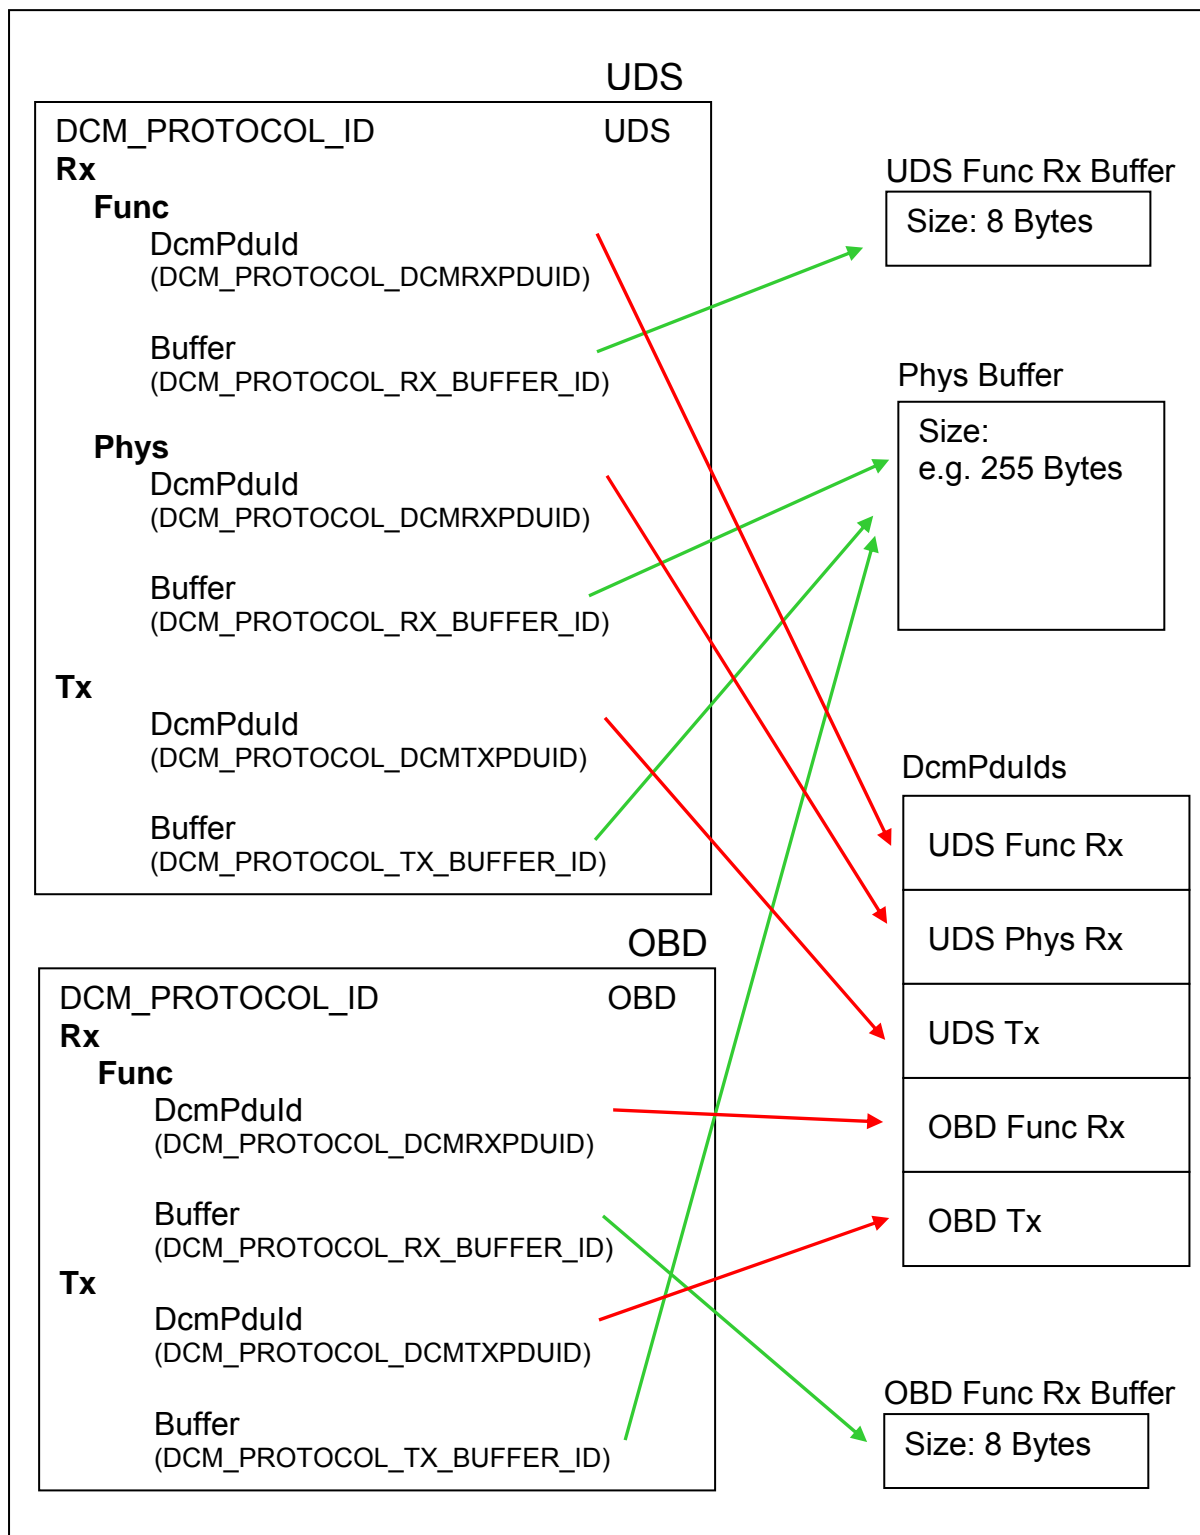 UDS
DCM_PROTOCOL_ID UDS
Rx
Func
DcmPduId
(DCM_PROTOCOL_DCMRXPDUID)
Buffer
(DCM_PROTOCOL_RX_BUFFER_ID)
Phys
DcmPduId
(DCM_PROTOCOL_DCMRXPDUID)
Buffer
(DCM_PROTOCOL_RX_BUFFER_ID)
Tx
DcmPduId
(DCM_PROTOCOL_DCMTXPDUID)
Buffer
(DCM_PROTOCOL_TX_BUFFER_ID)
OBD
DCM_PROTOCOL_ID OBD
Rx
Func
DcmPduId
(DCM_PROTOCOL_DCMRXPDUID)
Buffer
(DCM_PROTOCOL_RX_BUFFER_ID)
Tx
DcmPduId
(DCM_PROTOCOL_DCMTXPDUID)
Buffer
(DCM_PROTOCOL_TX_BUFFER_ID)
UDS Func Rx Buffer
Size: 8 Bytes
Phys Buffer
Size:
e.g. 255 Bytes
DcmPduIds
UDS Func Rx
UDS Phys Rx
UDS Tx
OBD Func Rx
OBD Tx
OBD Func Rx Buffer
Size: 8 Bytes